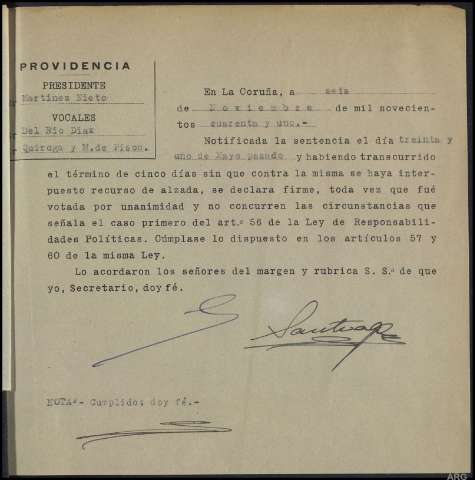 PROVIDENCIA
PRESIDENTE
Martinez Nieto
VOCALES
Del Rio Diaz
Quiroga y M. de Pison.
En La Coruña, a seis
de Noviembre de mil novecien-
tos cuarenta y uno.-
Notificada la sentencia el día treinta y
uno de Mayo pasado y habiendo transcurrido
el término de cinco días sin que contra la misma se haya inter-
puesto recurso de alzada, se declara firme, toda vez que fué
votada por unanimidad y no concurren las circunstancias que
señala el caso primero del art.º 56 de la Ley de Responsabili-
dades Políticas. Cúmplase lo dispuesto en los artículos 57 y
60 de la misma Ley.
Lo acordaron los señores del margen y rubrica S. S.ª de que
yo, Secretario, doy fé.
NOTA.- Cumplido; doy fé.-
ARG